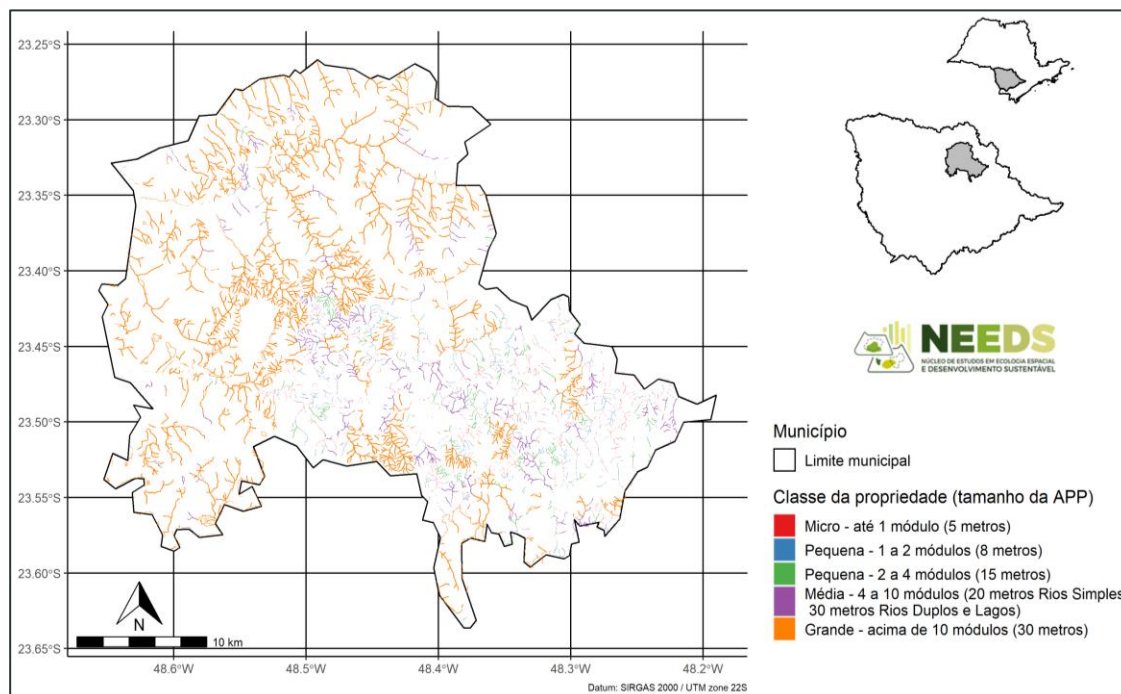 23.25°S
23.30°S
23.35°S
23.40°S
23.45°S
23.50°S
23.55°S
23.60°S
23.65°S
N
10 km
48.6°W
48.5°W
48.4°W
48.3°W
48.2°W
Datum: SIRGAS 2000 / UTM zone 22S
NEEDS
NÚCLEO DE ESTUDOS EM ECOLOGIA ESPACIAL
E DESENVOLVIMENTO SUSTENTÁVEL
Município
Limite municipal
Classe da propriedade (tamanho da APP)
Micro - até 1 módulo (5 metros)
Pequena - 1 a 2 módulos (8 metros)
Pequena - 2 a 4 módulos (15 metros)
Média - 4 a 10 módulos (20 metros Rios Simples
30 metros Rios Duplos e Lagos)
Grande - acima de 10 módulos (30 metros)